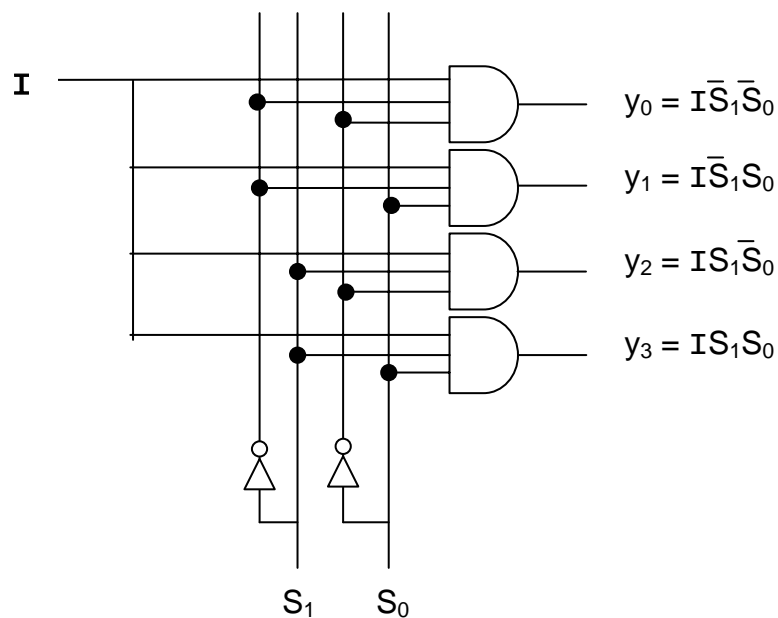 I
y₀ = IS̅₁S̅₀
y₁ = IS̅₁S₀
y₂ = IS₁S̅₀
y₃ = IS₁S₀
S₁ S₀